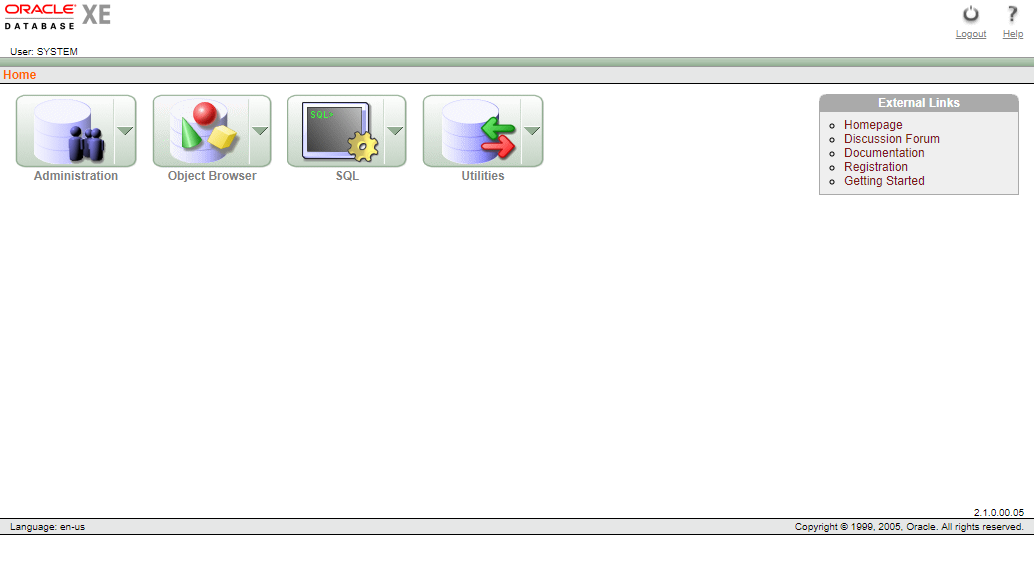 ORACLE XE
DATABASE
Logout Help
User: SYSTEM
Home
SQL>
Administration Object Browser SQL Utilities
External Links
Homepage
Discussion Forum
Documentation
Registration
Getting Started
2.1.0.00.05
Language: en-us Copyright © 1999, 2005, Oracle. All rights reserved.